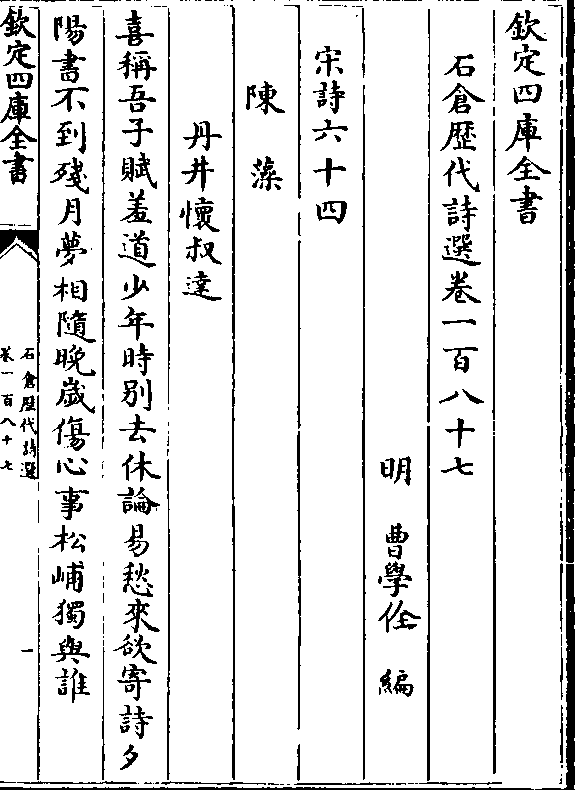 欽定四庫全書
石倉歴代詩選卷一百八十七
明 曹學佺 編
宋詩六十四
陳 藻
丹井懷叔達
喜稱吾子賦羞道少年時别去休論易愁來欲寄詩夕
陽書不到殘月夢相隨晚歲傷心事松峬獨與誰
欽定四庫全書
石倉歴代詩選
卷一百八十七
一